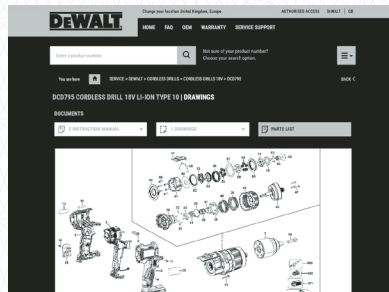 DEWALT
Change your location United Kingdom, Europe
AUTHORISED ACCESS DEWALT | GB
HOME FAQ OEM WARRANTY SERVICE SUPPORT
Enter a product number
Not sure of your product number?
Choose your search option.
You are here SERVICE > DEWALT > CORDLESS DRILLS > CORDLESS DRILLS 18V > DCD795
BACK <
DCD795 CORDLESS DRILL 18V LI-ION TYPE 10 | DRAWINGS
DOCUMENTS
2 INSTRUCTION MANUAL
1 DRAWINGS
PARTS LIST